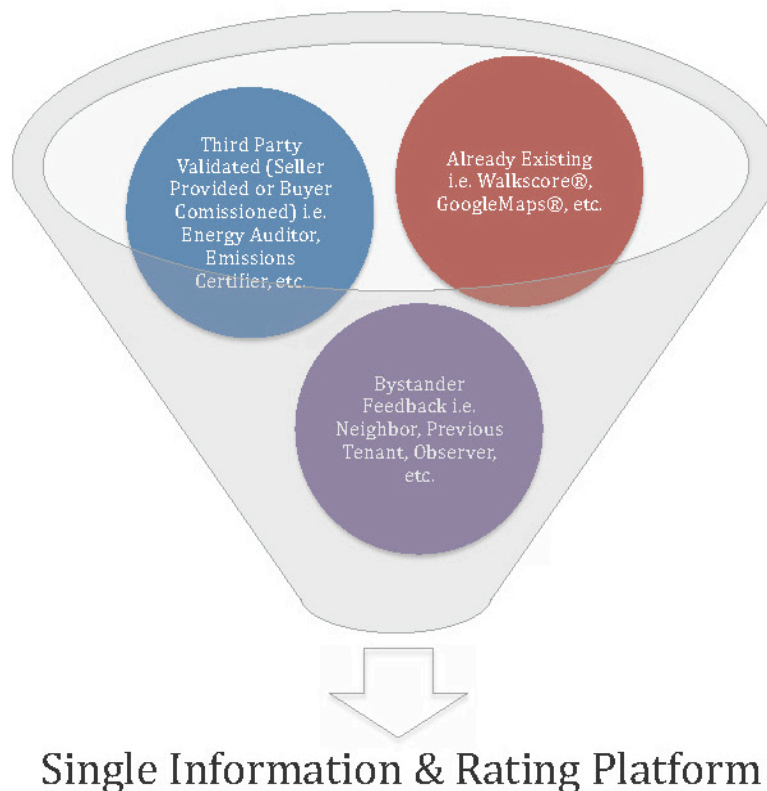 Third Party
Validated (Seller
Provided or Buyer
Comissioned) i.e.
Energy Auditor,
Emissions
Certifier, etc.
Already Existing
i.e. Walkscore®,
GoogleMaps®, etc.
Bystander
Feedback i.e.
Neighbor, Previous
Tenant, Observer,
etc.
Single Information & Rating Platform